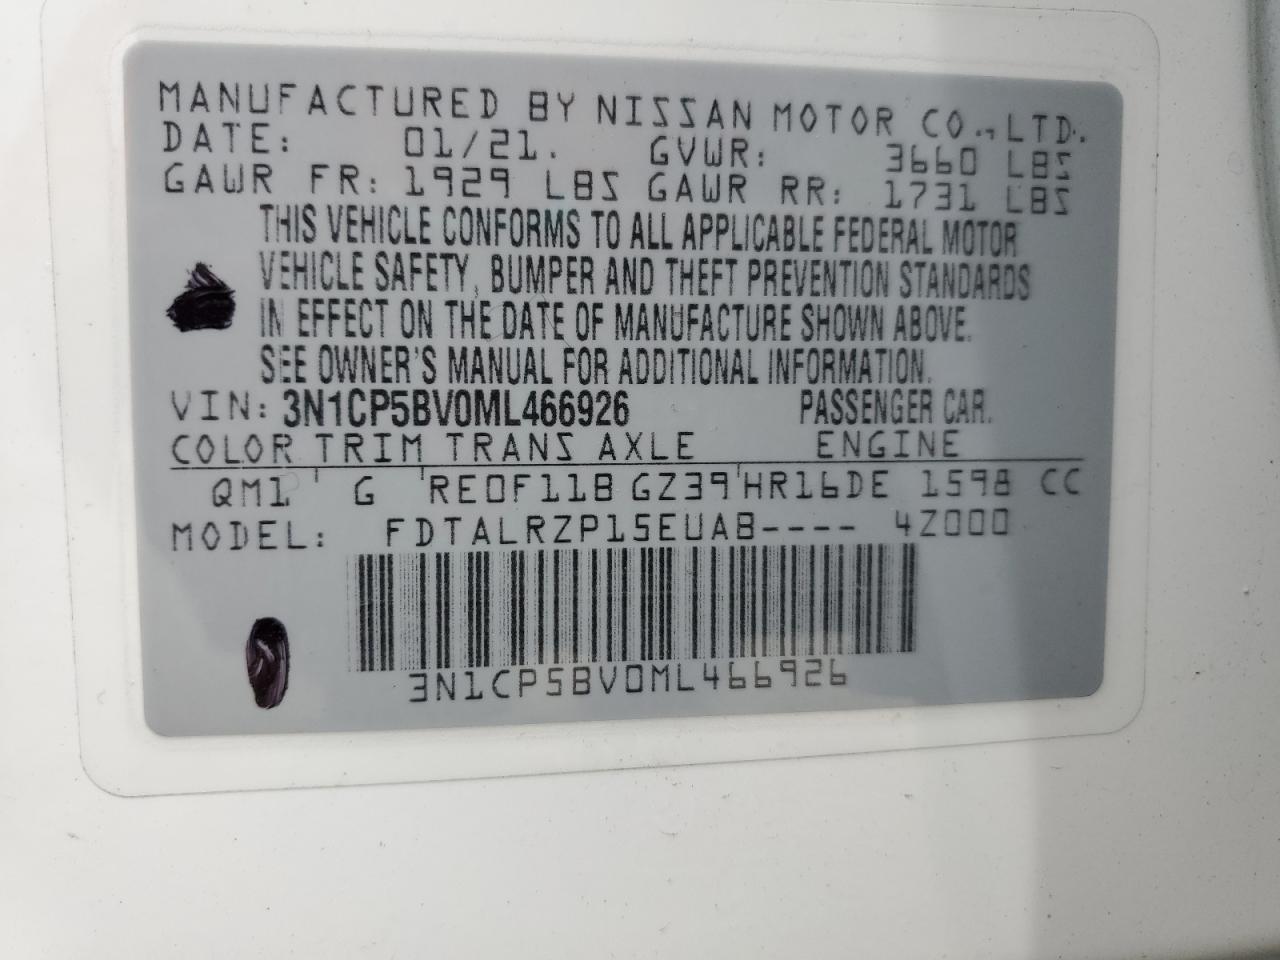 MANUFACTURED BY NISSAN MOTOR CO., LTD.
DATE: 01/21. GVWR: 3660 LBS
GAWR FR: 1929 LBS GAWR RR: 1731 LBS
THIS VEHICLE CONFORMS TO ALL APPLICABLE FEDERAL MOTOR
VEHICLE SAFETY, BUMPER AND THEFT PREVENTION STANDARDS
IN EFFECT ON THE DATE OF MANUFACTURE SHOWN ABOVE.
SEE OWNER'S MANUAL FOR ADDITIONAL INFORMATION.
VIN: 3N1CP5BV0ML466926 PASSENGER CAR.
COLOR TRIM TRANS AXLE ENGINE
QM1 G RE0F11B GZ39 HR16DE 1598 CC
MODEL: FDTALRZP15EUAB---- 4Z000
3N1CP5BV0ML466926